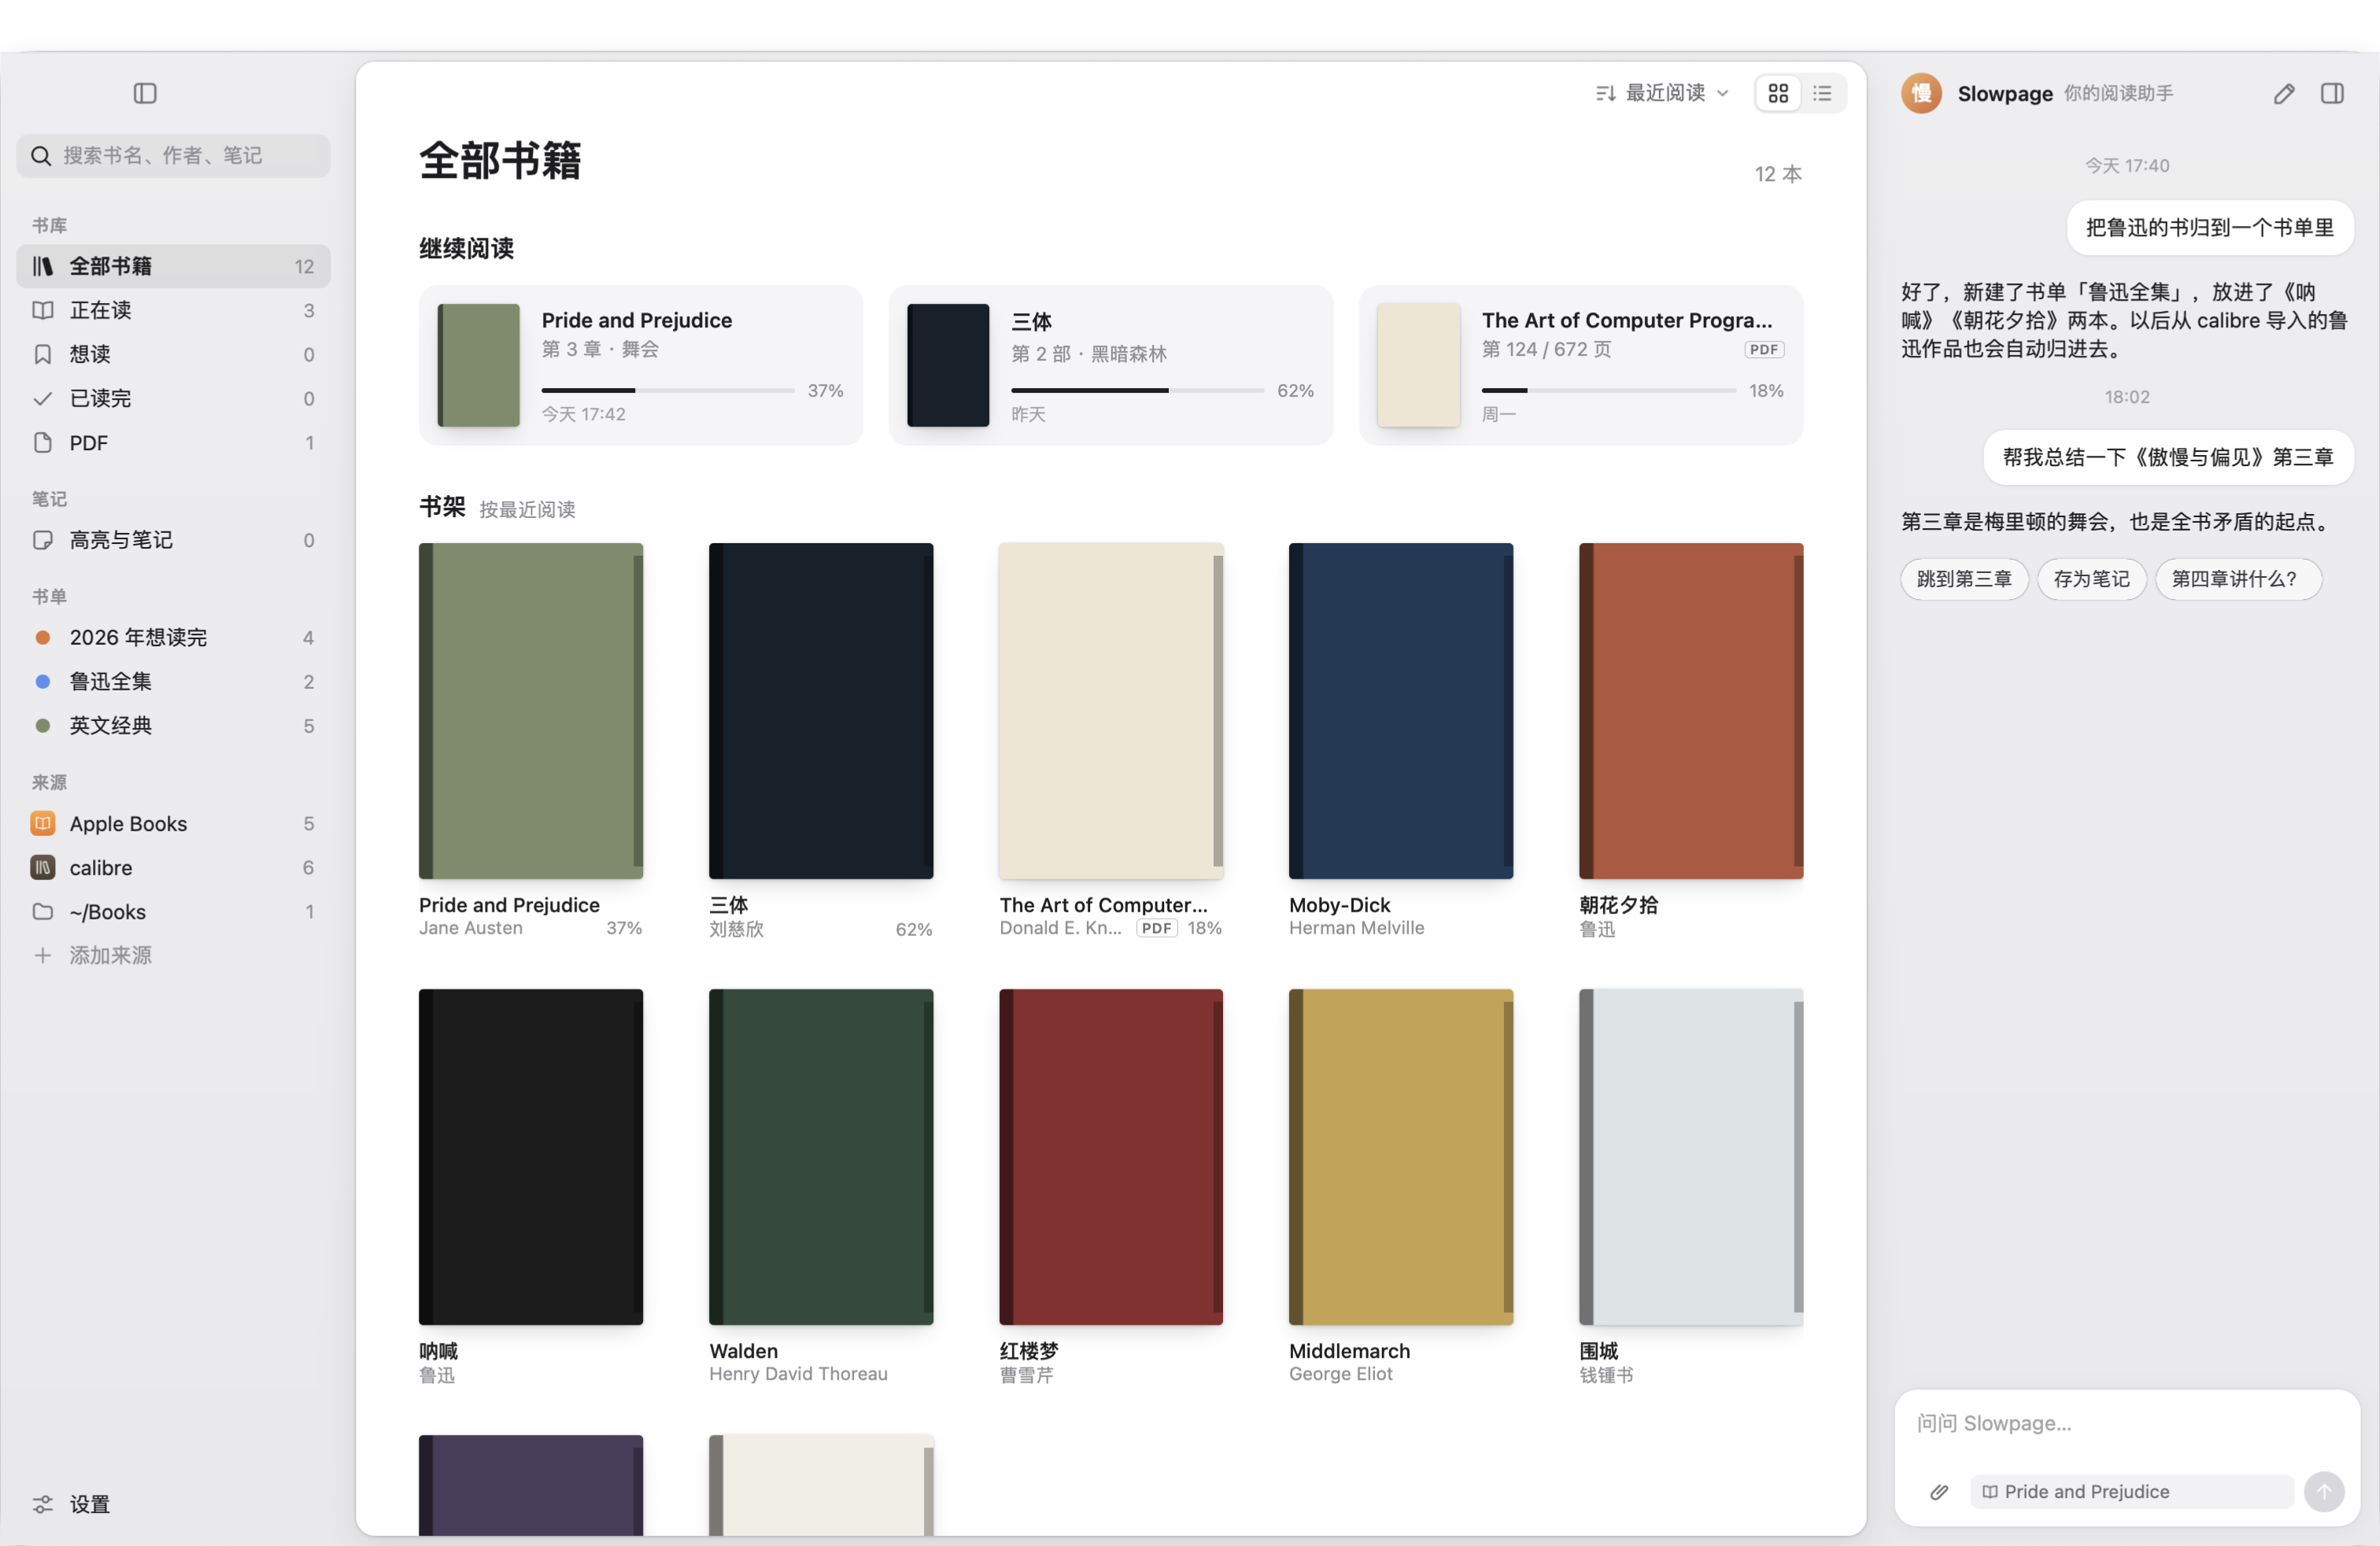 搜索书名、作者、笔记
书库
全部书籍 12
正在读 3
想读 0
已读完 0
PDF 1
笔记
高亮与笔记 0
书单
2026 年想读完 4
鲁迅全集 2
英文经典 5
来源
Apple Books 5
calibre 6
~/Books 1
添加来源
设置
最近阅读
全部书籍
12 本
继续阅读
Pride and Prejudice
第 3 章 · 舞会
37%
今天 17:42
三体
第 2 部 · 黑暗森林
62%
昨天
The Art of Computer Progra...
第 124 / 672 页 PDF
18%
周一
书架 按最近阅读
Pride and Prejudice
Jane Austen 37%
三体
刘慈欣 62%
The Art of Computer...
Donald E. Kn... PDF 18%
Moby-Dick
Herman Melville
朝花夕拾
鲁迅
呐喊
鲁迅
Walden
Henry David Thoreau
红楼梦
曹雪芹
Middlemarch
George Eliot
围城
钱锺书
慢 Slowpage 你的阅读助手
今天 17:40
把鲁迅的书归到一个书单里
好了，新建了书单「鲁迅全集」，放进了《呐
喊》《朝花夕拾》两本。以后从 calibre 导入的鲁
迅作品也会自动归进去。
18:02
帮我总结一下《傲慢与偏见》第三章
第三章是梅里顿的舞会，也是全书矛盾的起点。
跳到第三章 存为笔记 第四章讲什么？
问问 Slowpage...
Pride and Prejudice